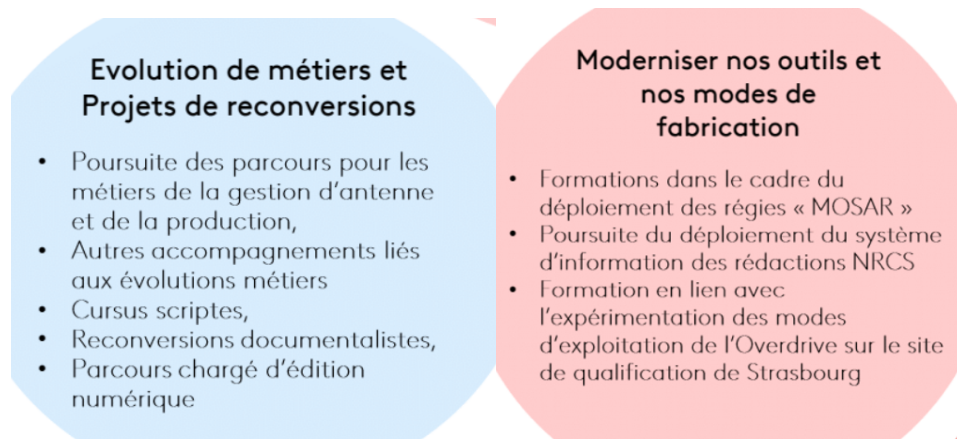 Evolution de métiers et
Projets de reconversions
• Poursuite des parcours pour les
métiers de la gestion d'antenne
et de la production,
• Autres accompagnements liés
aux évolutions métiers
• Cursus scriptes,
• Reconversions documentalistes,
• Parcours chargé d'édition
numérique
Moderniser nos outils et
nos modes de
fabrication
• Formations dans le cadre du
déploiement des régies « MOSAR »
• Poursuite du déploiement du système
d'information des rédactions NRCS
• Formation en lien avec
l'expérimentation des modes
d'exploitation de l'Overdrive sur le site
de qualification de Strasbourg